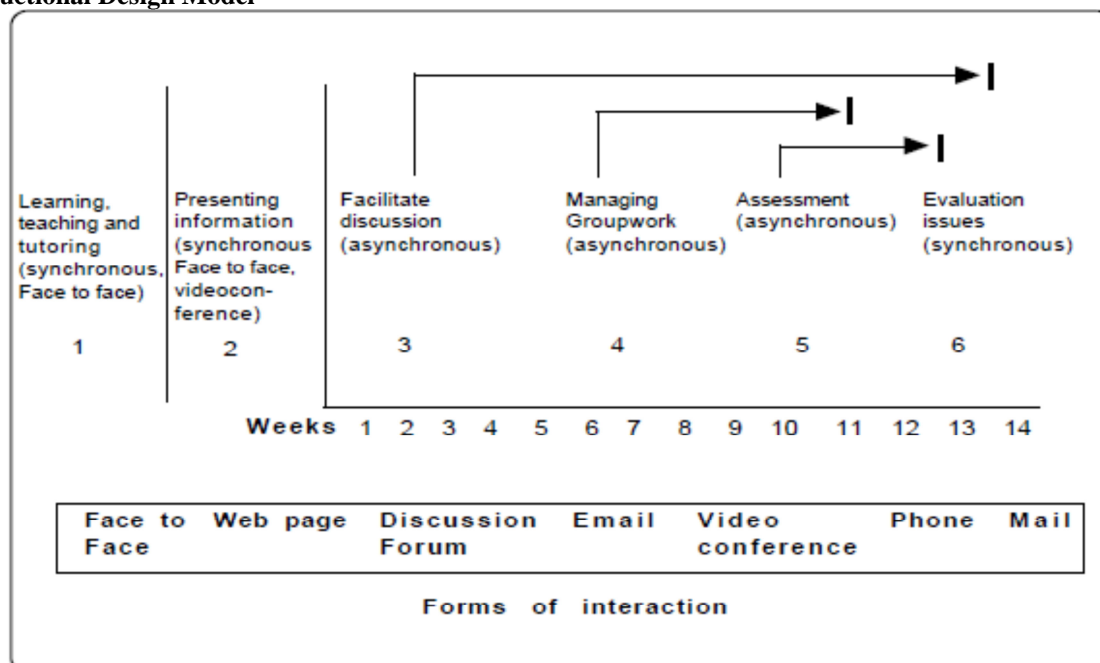 uctional Design Model
Learning,
teaching and
tutoring
(synchronous,
Face to face)
Presenting
information
(synchronous
Face to face,
videocon-
ference)
Facilitate
discussion
(asynchronous)
Managing
Groupwork
(asynchronous)
Assessment
(asynchronous)
Evaluation
issues
(synchronous)
1 2 3 4 5 6
Weeks 1 2 3 4 5 6 7 8 9 10 11 12 13 14
Face to Face
Web page
Discussion Forum
Email
Video conference
Phone
Mail
Forms of interaction